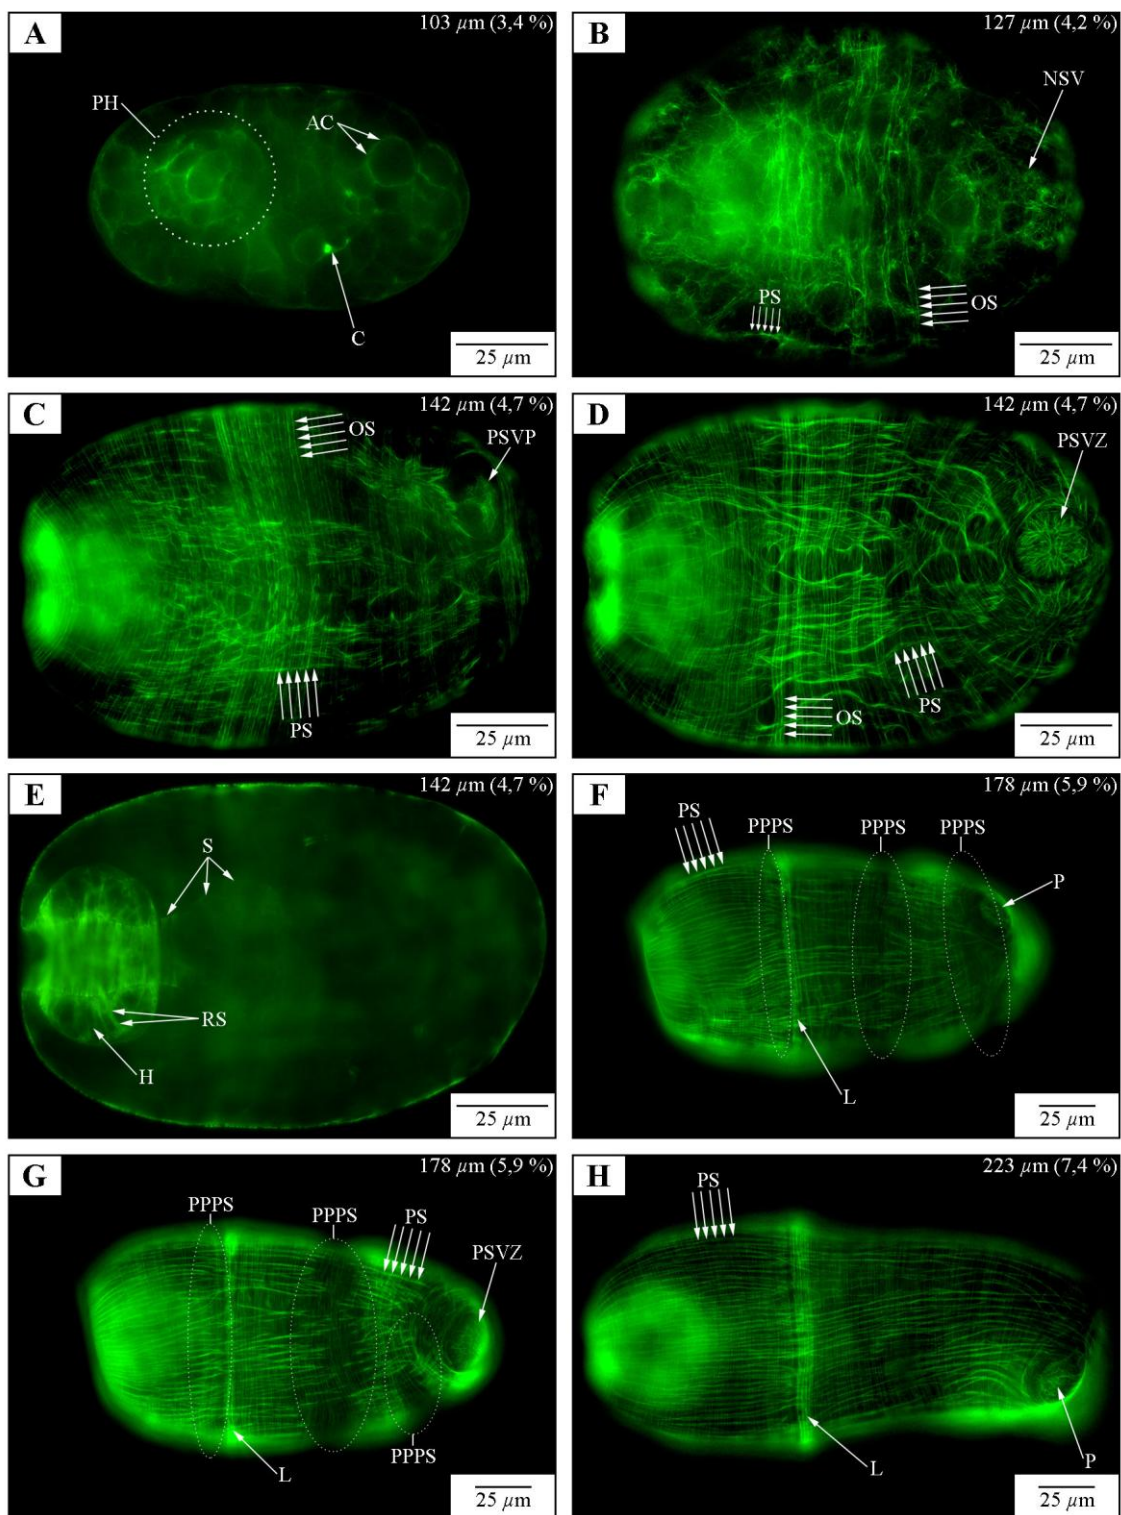 A
103 µm (3,4 %)
PH
AC
C
25 µm
B
127 µm (4,2 %)
NSV
PS
OS
25 µm
C
142 µm (4,7 %)
OS
PSVP
PS
25 µm
D
142 µm (4,7 %)
PSVZ
PS
OS
25 µm
E
142 µm (4,7 %)
S
RS
H
25 µm
F
178 µm (5,9 %)
PS
PPPS
PPPS
P
L
25 µm
G
178 µm (5,9 %)
PPPS
PPPS
PS
PSVZ
PPPS
L
25 µm
H
223 µm (7,4 %)
PS
L
P
25 µm